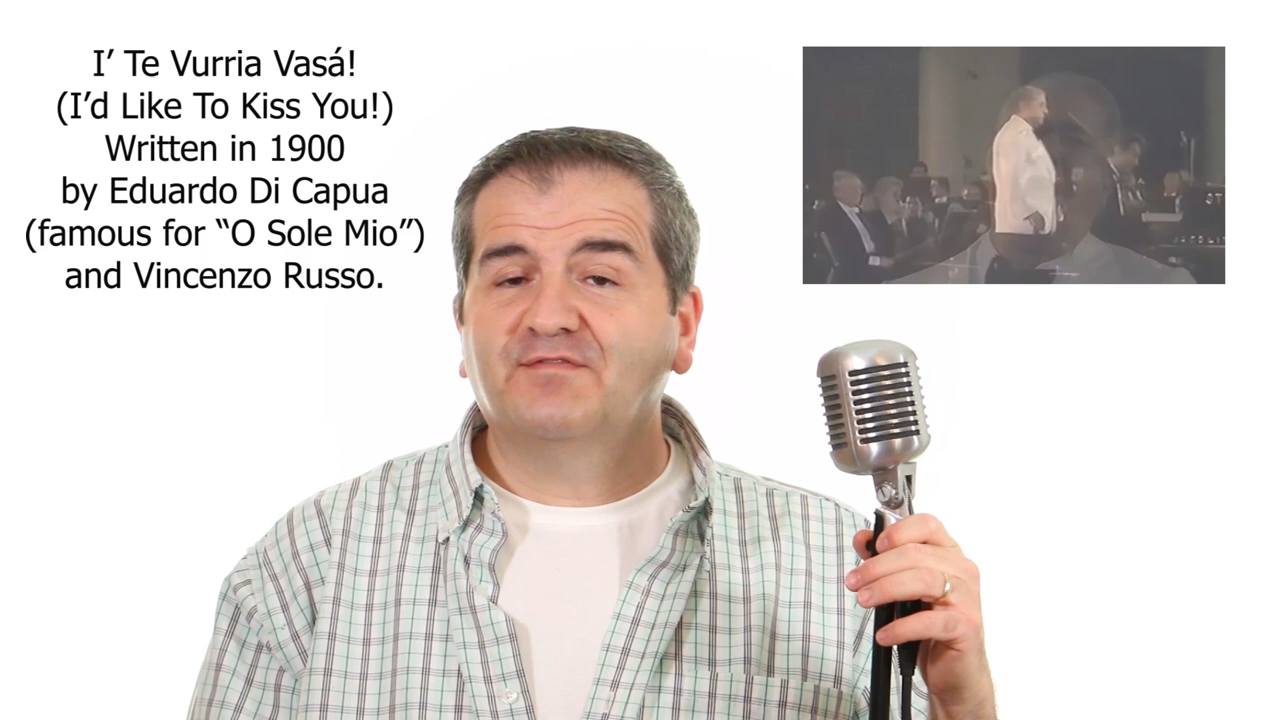 I’ Te Vurria Vasá!
(I’d Like To Kiss You!)
Written in 1900
by Eduardo Di Capua
(famous for “O Sole Mio”)
and Vincenzo Russo.